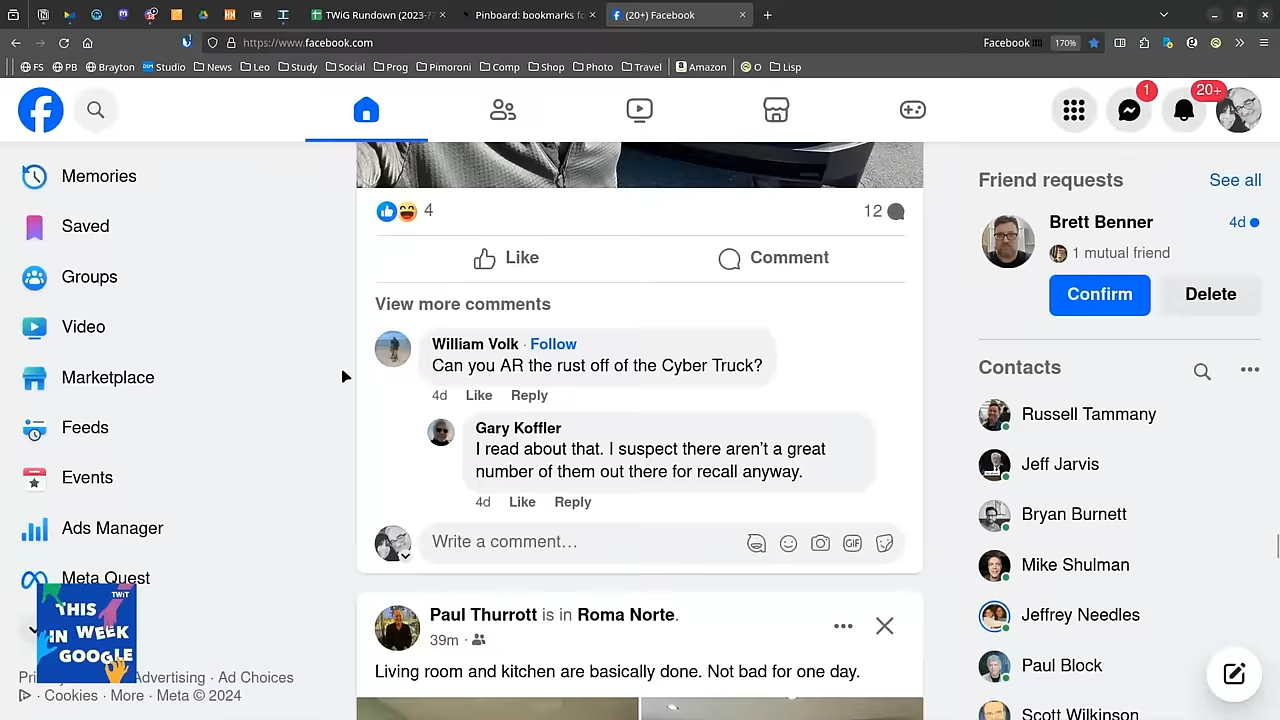 TWiG Rundown (2023-??
Pinboard: bookmarks fo
(20+) Facebook
https://www.facebook.com
Facebook
170%
FS
PB
Brayton
Studio
News
Leo
Study
Social
Prog
Pimoroni
Comp
Shop
Photo
Travel
Amazon
O
Lisp
1
20+
Memories
Saved
Groups
Video
Marketplace
Feeds
Events
Ads Manager
Meta Quest
TWiT
THIS
IN WEEK
GOOGLE
Advertising · Ad Choices
· Cookies · More · Meta © 2024
4
12
Like
Comment
View more comments
William Volk · Follow
Can you AR the rust off of the Cyber Truck?
4d Like Reply
Gary Koffler
I read about that. I suspect there aren't a great
number of them out there for recall anyway.
4d Like Reply
Write a comment…
GIF
Paul Thurrott is in Roma Norte.
39m ·
Living room and kitchen are basically done. Not bad for one day.
Friend requests
See all
Brett Benner
4d
1 mutual friend
Confirm
Delete
Contacts
Russell Tammany
Jeff Jarvis
Bryan Burnett
Mike Shulman
Jeffrey Needles
Paul Block
Scott Wilkinson